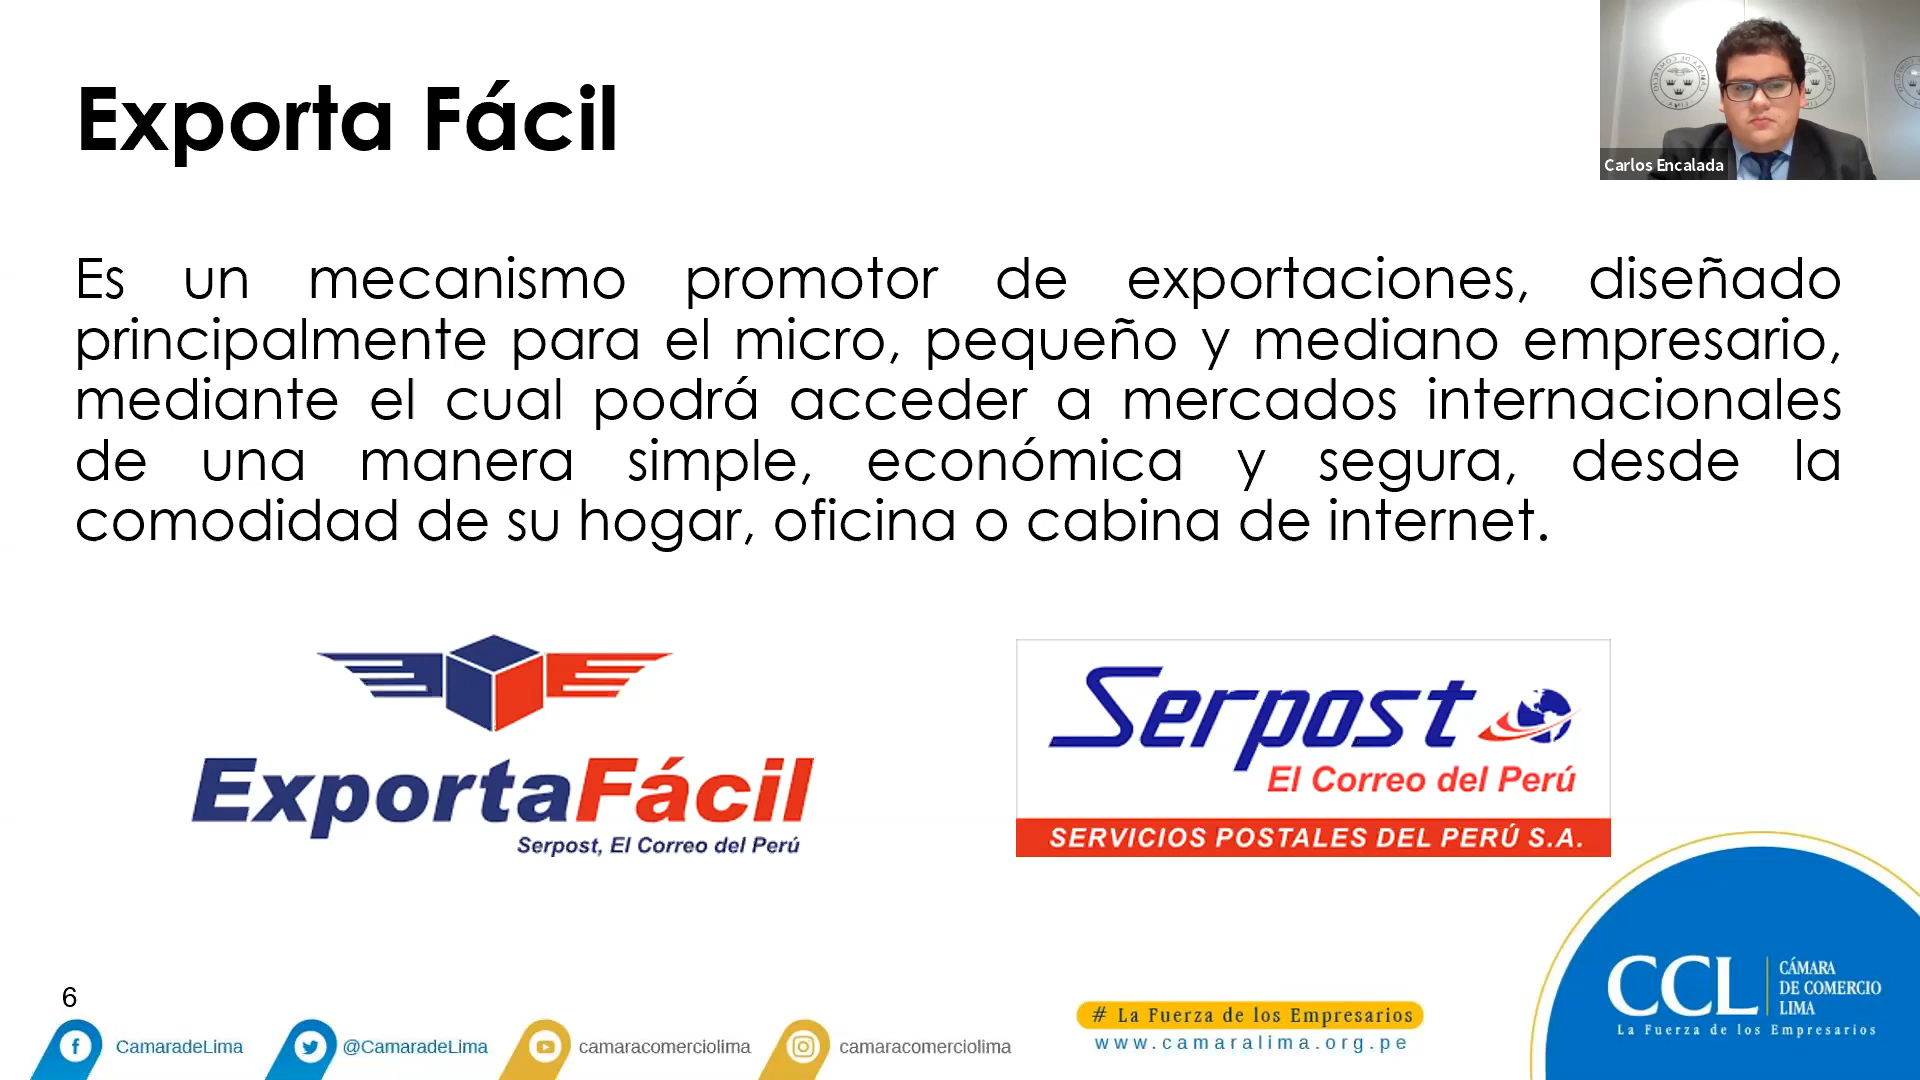 Exporta Fácil
Carlos Encalada
Es un mecanismo promotor de exportaciones, diseñado
principalmente para el micro, pequeño y mediano empresario,
mediante el cual podrá acceder a mercados internacionales
de una manera simple, económica y segura, desde la
comodidad de su hogar, oficina o cabina de internet.
ExportaFácil
Serpost, El Correo del Perú
Serpost
El Correo del Perú
SERVICIOS POSTALES DEL PERÚ S.A.
6
CamaradeLima
@CamaradeLima
camaracomerciolima
camaracomerciolima
# La Fuerza de los Empresarios
www.camaralima.org.pe
CCL
CÁMARA
DE COMERCIO
LIMA
La Fuerza de los Empresarios